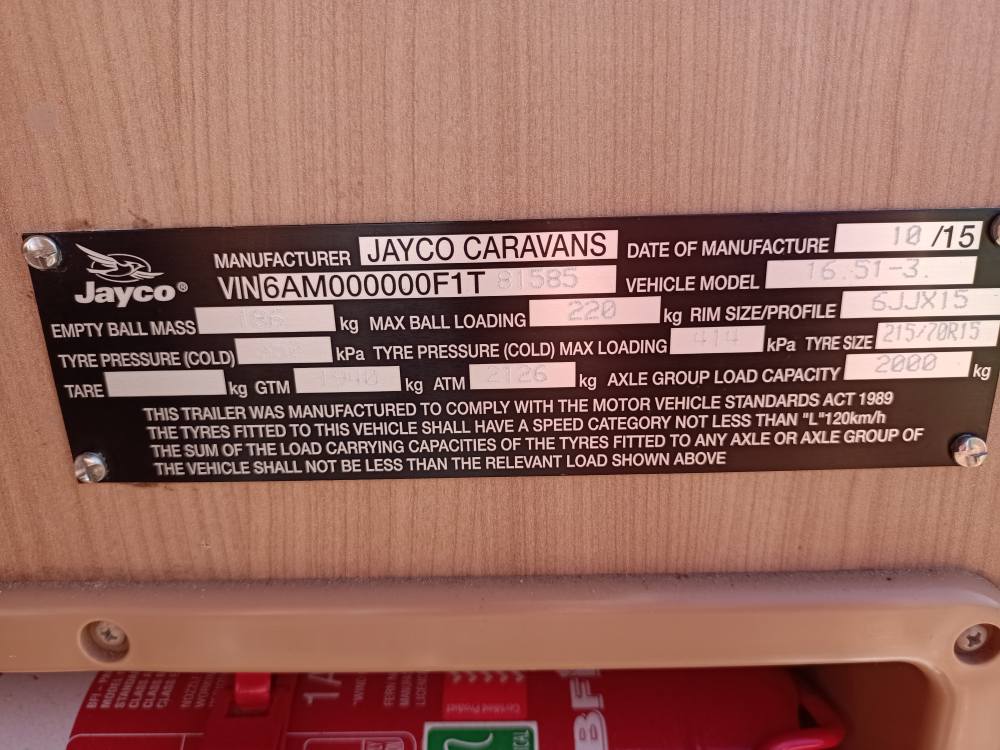 Jayco®
MANUFACTURER JAYCO CARAVANS DATE OF MANUFACTURE 10 /15
VIN 6AM000000F1T 81585 VEHICLE MODEL 16.51-3.
EMPTY BALL MASS 186 kg MAX BALL LOADING 220 kg RIM SIZE/PROFILE 6JJX15
TYRE PRESSURE (COLD) kPa TYRE PRESSURE (COLD) MAX LOADING 414 kPa TYRE SIZE 215/70R15
TARE kg GTM 1940 kg ATM 2126 kg AXLE GROUP LOAD CAPACITY 2000 kg
THIS TRAILER WAS MANUFACTURED TO COMPLY WITH THE MOTOR VEHICLE STANDARDS ACT 1989
THE TYRES FITTED TO THIS VEHICLE SHALL HAVE A SPEED CATEGORY NOT LESS THAN "L"120km/h
THE SUM OF THE LOAD CARRYING CAPACITIES OF THE TYRES FITTED TO ANY AXLE OR AXLE GROUP OF
THE VEHICLE SHALL NOT BE LESS THAN THE RELEVANT LOAD SHOWN ABOVE
Certified Product